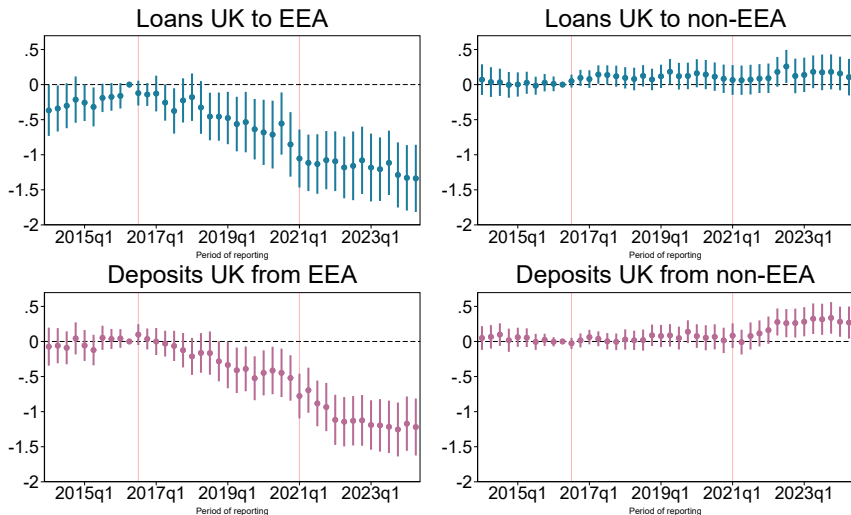 Loans UK to EEA
.5
0
-.5
-1
-1.5
-2
2015q1 2017q1 2019q1 2021q1 2023q1
Period of reporting
Loans UK to non-EEA
.5
0
-.5
-1
-1.5
-2
2015q1 2017q1 2019q1 2021q1 2023q1
Period of reporting
Deposits UK from EEA
.5
0
-.5
-1
-1.5
-2
2015q1 2017q1 2019q1 2021q1 2023q1
Period of reporting
Deposits UK from non-EEA
.5
0
-.5
-1
-1.5
-2
2015q1 2017q1 2019q1 2021q1 2023q1
Period of reporting